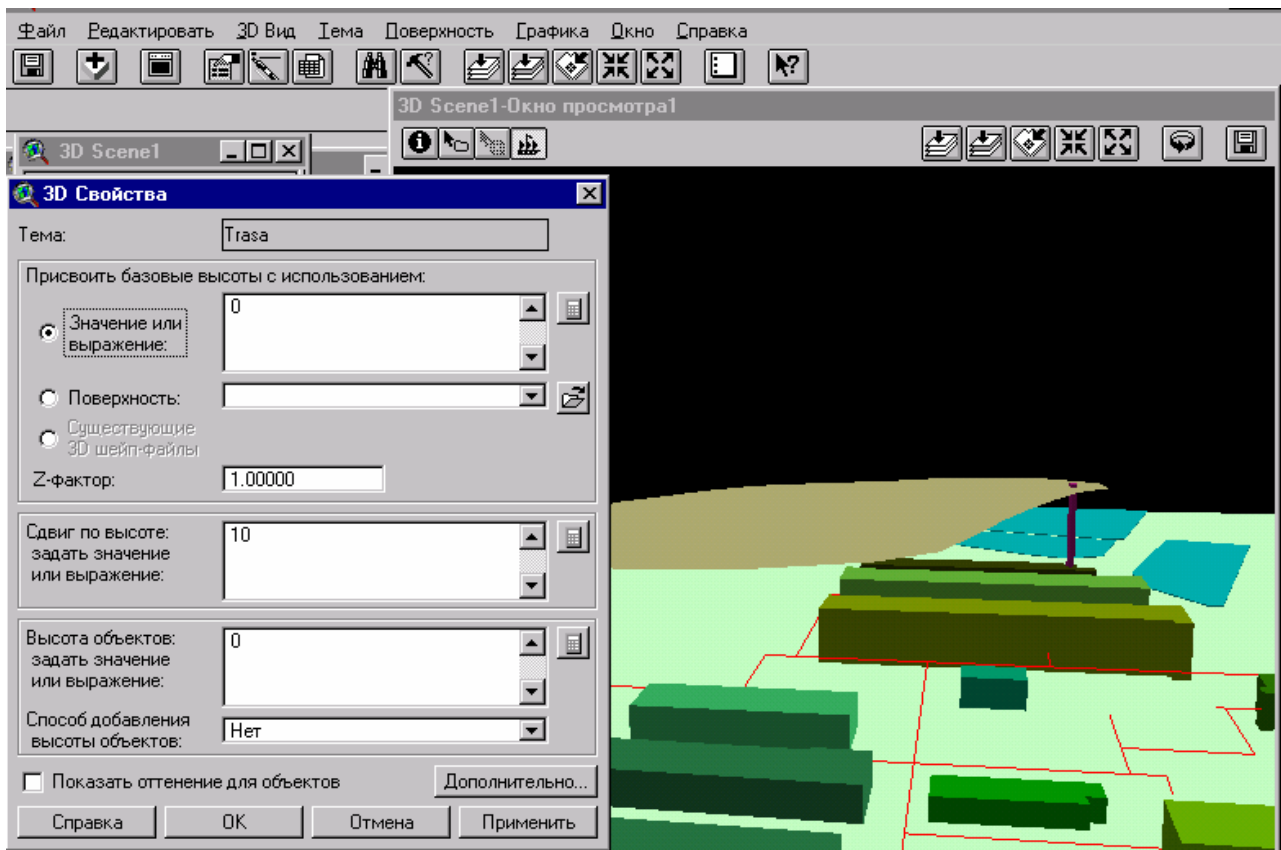 Файл Редактировать 3D Вид Тема Поверхность Графика Окно Справка
3D Scene1-Окно просмотра1
3D Scene1
3D Свойства
Тема: Trasa
Присвоить базовые высоты с использованием:
Значение или
выражение:
0
Поверхность:
Существующие
3D шейп-файлы
Z-фактор: 1.00000
Сдвиг по высоте:
задать значение
или выражение:
10
Высота объектов:
задать значение
или выражение:
0
Способ добавления
высоты объектов:
Нет
Показать оттенение для объектов
Дополнительно...
Справка OK Отмена Применить